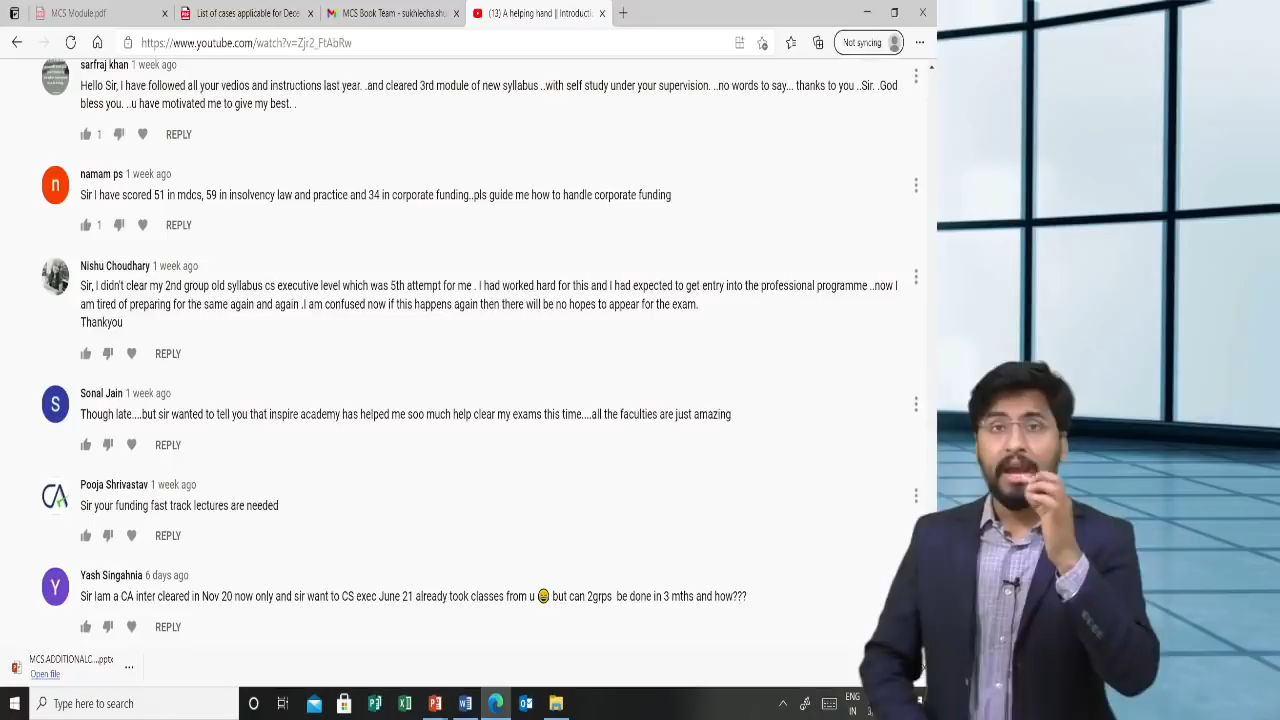 MCS Module.pdf
List of cases applicable for Dece
MCS Book Team - sukhlecha.sh
(13) A helping hand || Introducti
https://www.youtube.com/watch?v=Zjr2_FtAbRw
Not syncing
sarfraj khan 1 week ago
Hello Sir, I have followed all your vedios and instructions last year. .and cleared 3rd module of new syllabus ..with self study under your supervision. ..no words to say... thanks to you ..Sir. .God
bless you. ..u have motivated me to give my best. .
1 REPLY
n
namam ps 1 week ago
Sir I have scored 51 in mdcs, 59 in insolvency law and practice and 34 in corporate funding..pls guide me how to handle corporate funding
1 REPLY
Nishu Choudhary 1 week ago
Sir, I didn't clear my 2nd group old syllabus cs executive level which was 5th attempt for me . I had worked hard for this and I had expected to get entry into the professional programme ..now I
am tired of preparing for the same again and again .I am confused now if this happens again then there will be no hopes to appear for the exam.
Thankyou
REPLY
S
Sonal Jain 1 week ago
Though late....but sir wanted to tell you that inspire academy has helped me soo much help clear my exams this time....all the faculties are just amazing
REPLY
CA
Pooja Shrivastav 1 week ago
Sir your funding fast track lectures are needed
REPLY
Y
Yash Singahnia 6 days ago
Sir Iam a CA inter cleared in Nov 20 now only and sir want to CS exec June 21 already took classes from u 😄 but can 2grps be done in 3 mths and how???
REPLY
MCS.ADDITIONALC....pptx
Open file
Type here to search
ENG
IN